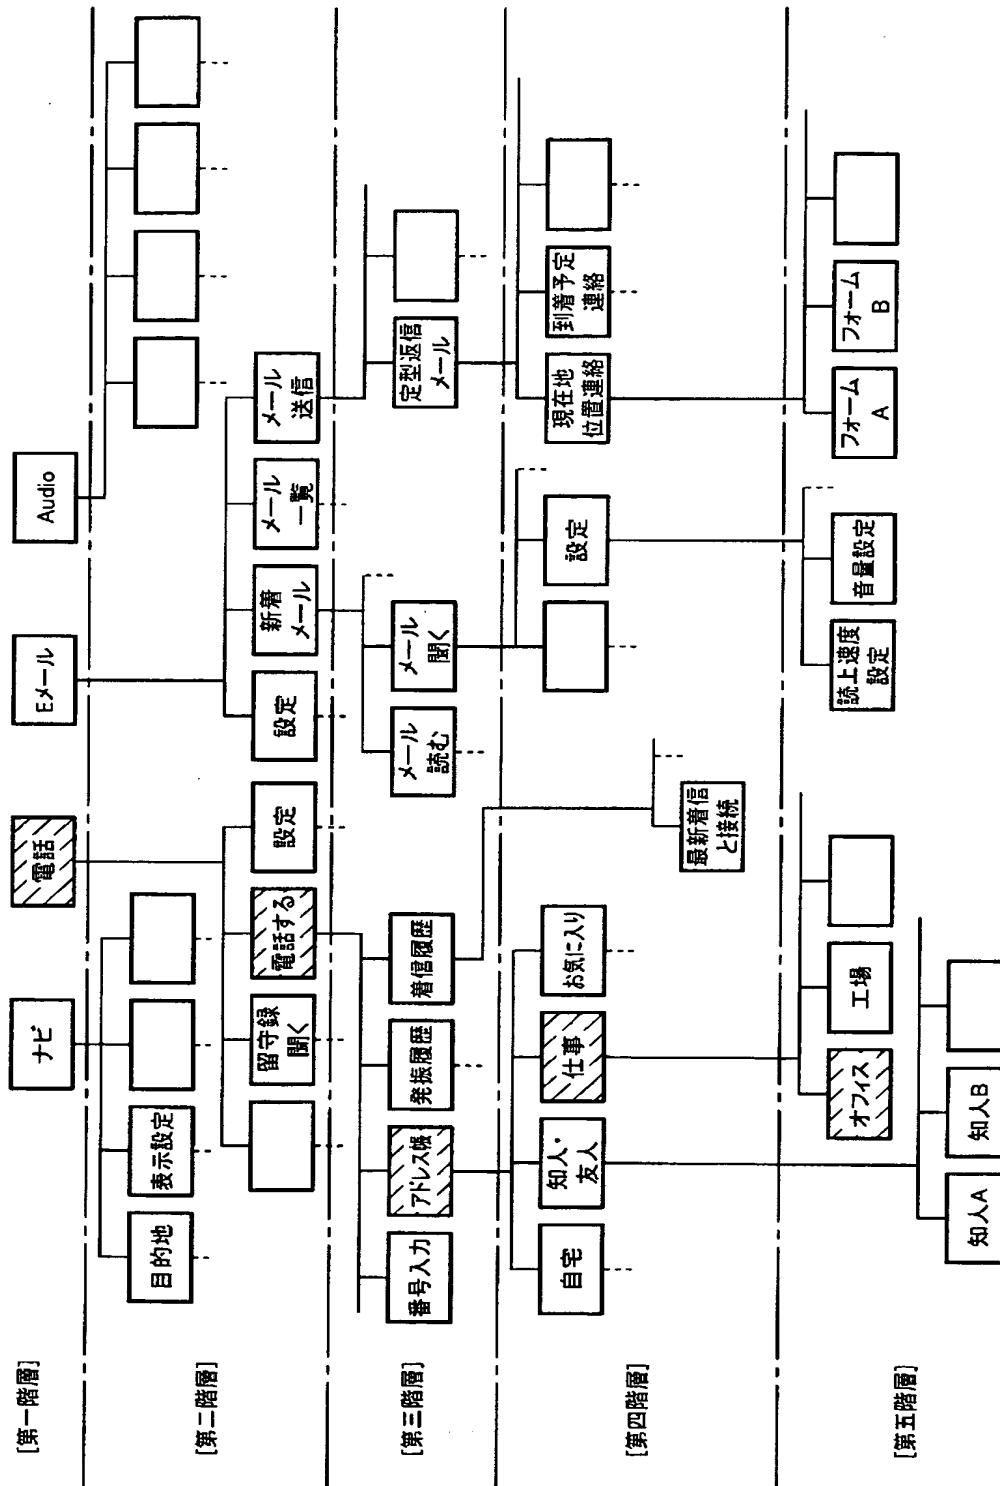 [第一階層]
ナビ
電話
Eメール
Audio
[第二階層]
目的地
表示設定
留守録
聞く
電話する
設定
設定
新着
メール
メール
一覧
メール
送信
[第三階層]
番号入力
アドレス帳
発振履歴
着信履歴
メール
読む
メール
聞く
定型返信
メール
[第四階層]
自宅
知人・
友人
仕事
お気に入り
最新着信
と接続
設定
現在地
位置連絡
到着予定
連絡
[第五階層]
オフィス
工場
知人A
知人B
読上速度
設定
音量設定
フォーム
A
フォーム
B